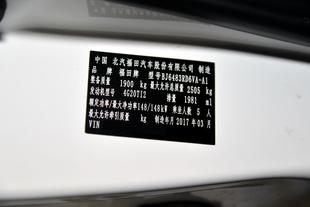 中国 北汽福田汽车股份有限公司 制造
品牌 福田牌 型号BJ6483RD6VA-A1
整备质量 1900 kg 最大允许总质量 2505 kg
发动机型号 4G20TI2 排量 1981 ml
额定功率/最大净功率148/148kW 乘坐人数 5 人
最大允许牵引质量 kg 制造年月2017 年 03 月
VIN